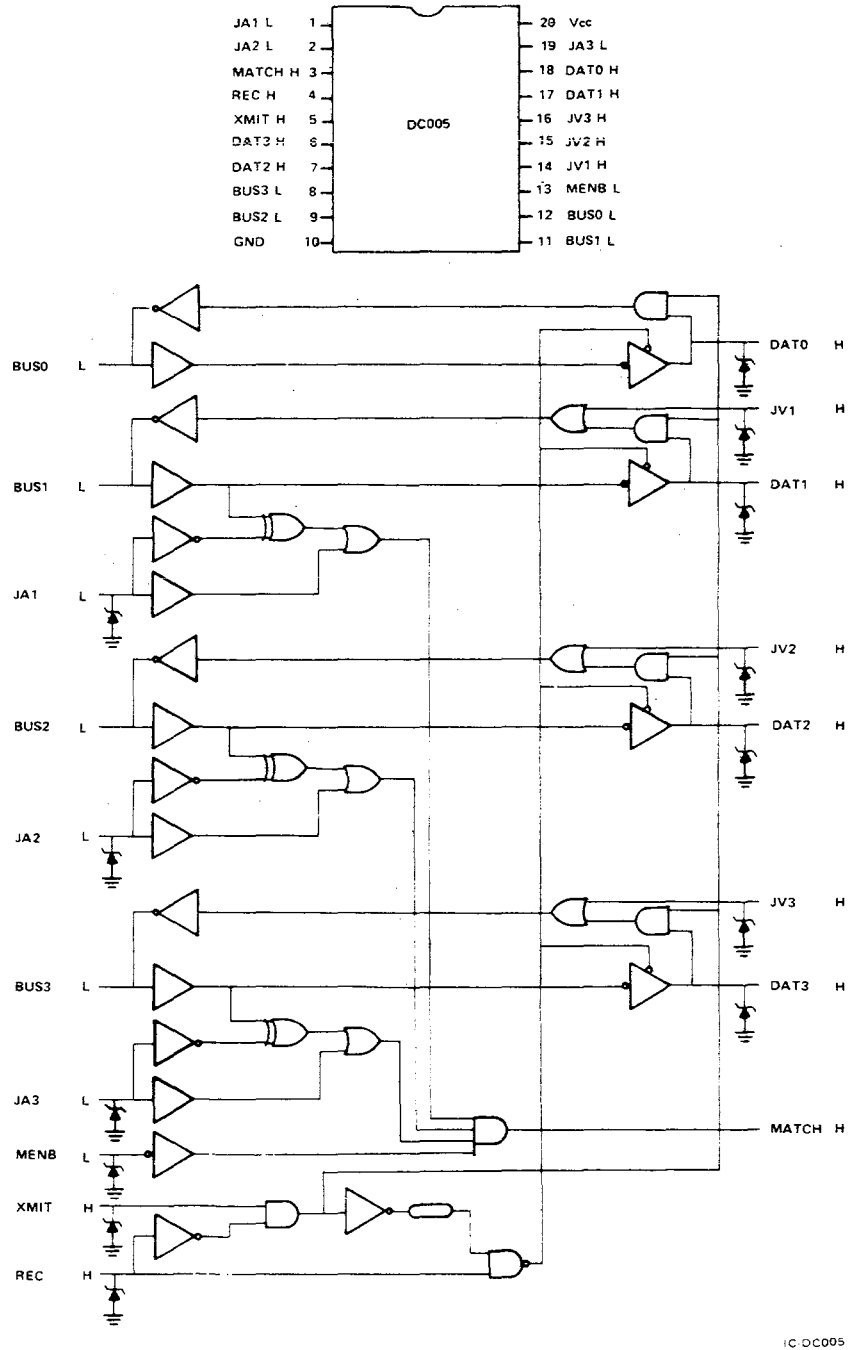 JA1 L 1 20 Vcc
JA2 L 2 19 JA3 L
MATCH H 3 18 DAT0 H
REC H 4 17 DAT1 H
XMIT H 5 DC005 16 JV3 H
DAT3 H 6 15 JV2 H
DAT2 H 7 14 JV1 H
BUS3 L 8 13 MENB L
BUS2 L 9 12 BUS0 L
GND 10 11 BUS1 L
DAT0 H
BUS0 L
JV1 H
BUS1 L DAT1 H
JA1 L
JV2 H
BUS2 L DAT2 H
JA2 L
JV3 H
BUS3 L DAT3 H
JA3 L
MATCH H
MENB L
XMIT H
REC H
IC-DC005